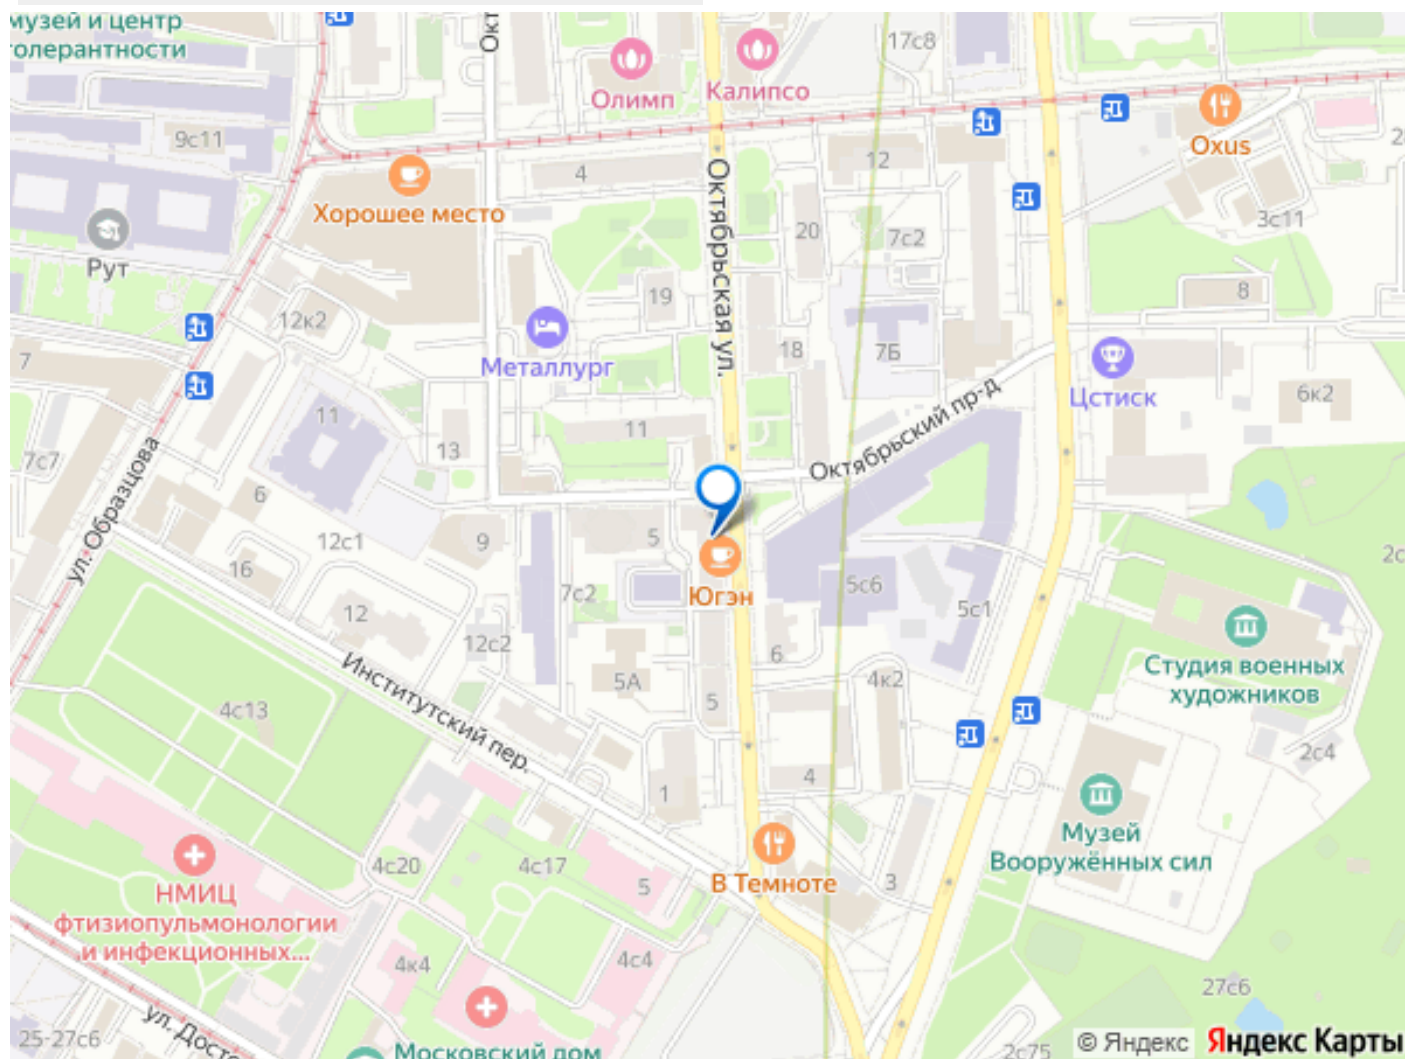 музей и центр
толерантности
Окт
17с8
Олимп
Калипсо
Oxus
9с11
12
4
Хорошее место
Октябрьская ул.
3с11
20
7с2
Рут
19
8
12к2
18
7Б
Металлург
7
Цстиск
6к2
11
11
13
Октябрьский пр-д
7с7
ул. Образцова
6
12с1
9
5
16
Югэн
7с2
5с6
5с1
12
12с2
6
Студия военных
художников
Институтский пер.
5А
4к2
4с13
5
2с4
1
4
Музей
Вооружённых сил
НМИЦ
фтизиопульмонологии
и инфекционных...
4с20
4с17
5
В Темноте
3
4к4
4с4
27с6
25-27с6
ул. Дост
Московский дом
2с75
© Яндекс Яндекс Карты